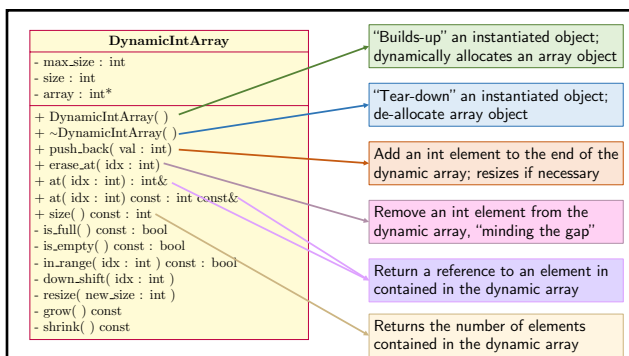 DynamicIntArray
- max_size : int
- size : int
- array : int*
+ DynamicIntArray( )
+ ~DynamicIntArray( )
+ push_back( val : int)
+ erase_at( idx : int)
+ at( idx : int) : int&
+ at( idx : int) const : int const&
+ size( ) const : int
- is_full( ) const : bool
- is_empty( ) const : bool
- in_range( idx : int ) const : bool
- down_shift( idx : int )
- resize( new_size : int )
- grow( ) const
- shrink( ) const
“Builds-up” an instantiated object;
dynamically allocates an array object
“Tear-down” an instantiated object;
de-allocate array object
Add an int element to the end of the
dynamic array; resizes if necessary
Remove an int element from the
dynamic array, “minding the gap”
Return a reference to an element in
contained in the dynamic array
Returns the number of elements
contained in the dynamic array